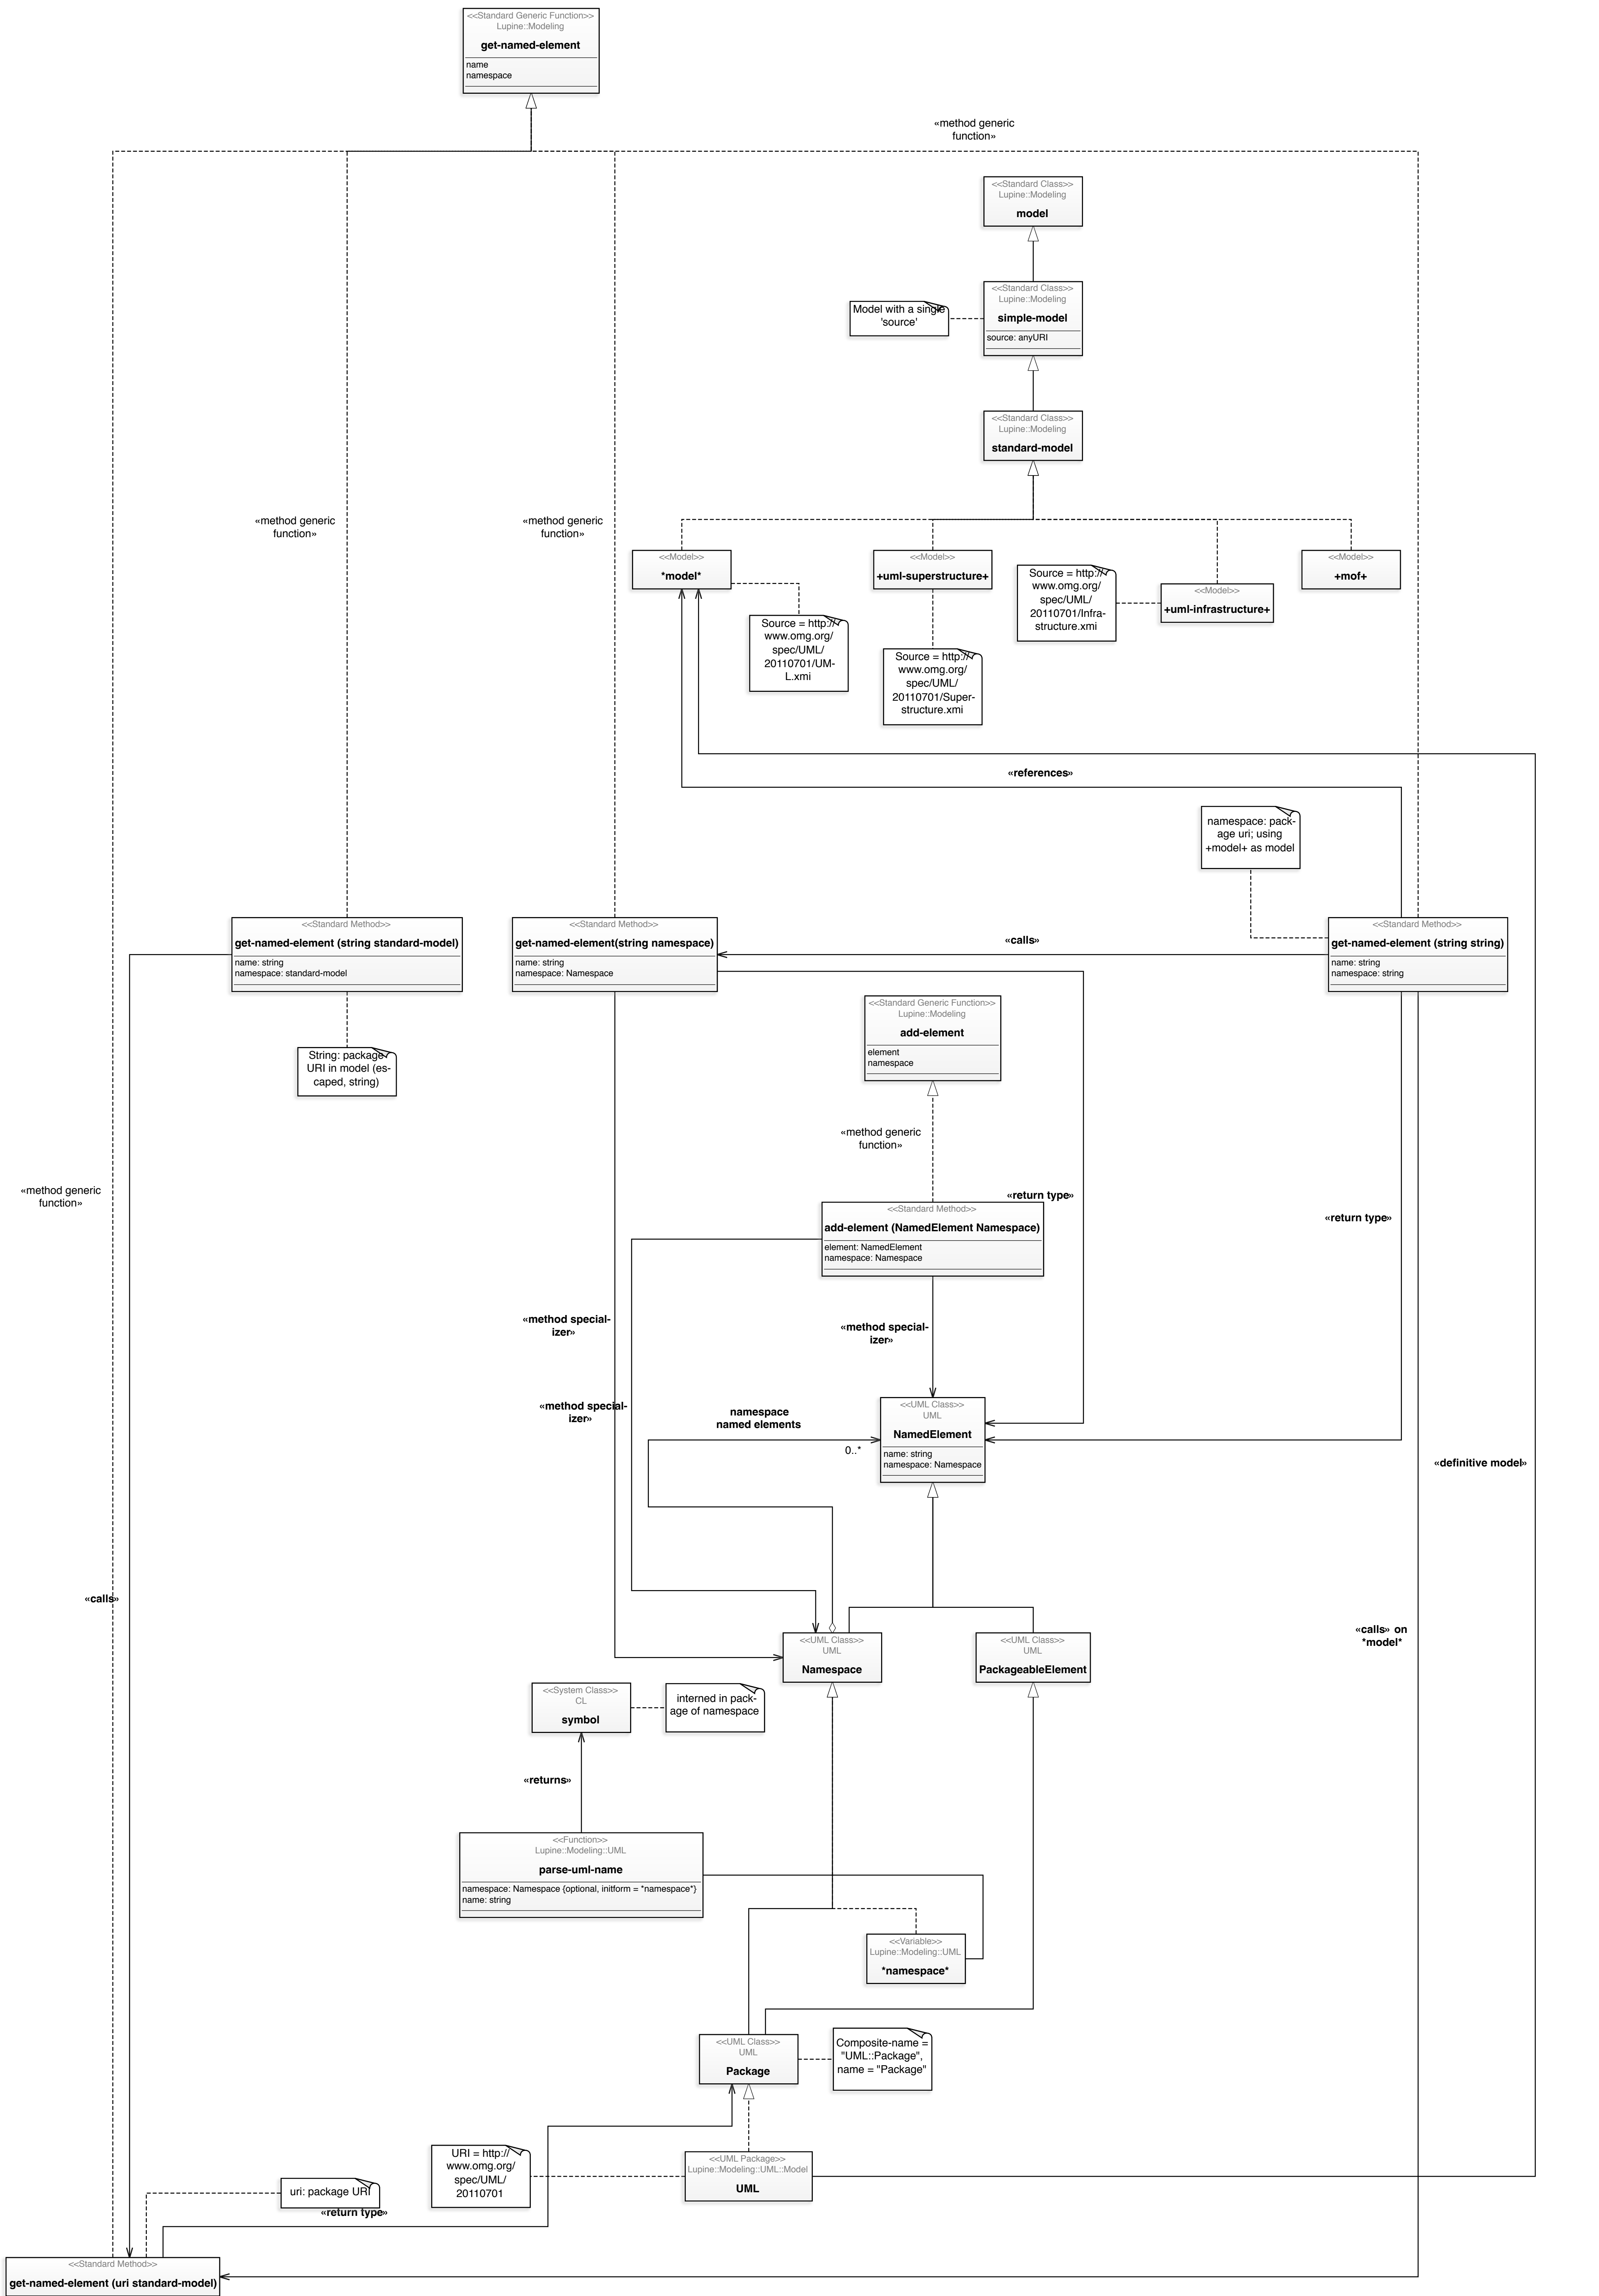 <<Standard Generic Function>>
Lupine::Modeling
get-named-element
name
namespace
«method generic
function»
<<Standard Class>>
Lupine::Modeling
model
<<Standard Class>>
Lupine::Modeling
simple-model
source: anyURI
Model with a single
'source'
<<Standard Class>>
Lupine::Modeling
standard-model
«method generic
function»
«method generic
function»
<<Model>>
*model*
<<Model>>
+uml-superstructure+
<<Model>>
+uml-infrastructure+
<<Model>>
+mof+
Source = http://
www.omg.org/
spec/UML/
20110701/Infra-
structure.xmi
Source = http://
www.omg.org/
spec/UML/
20110701/UM-
L.xmi
Source = http://
www.omg.org/
spec/UML/
20110701/Super-
structure.xmi
«references»
namespace: pack-
age uri; using
+model+ as model
<<Standard Method>>
get-named-element (string standard-model)
name: string
namespace: standard-model
<<Standard Method>>
get-named-element(string namespace)
name: string
namespace: Namespace
«calls»
<<Standard Method>>
get-named-element (string string)
name: string
namespace: string
<<Standard Generic Function>>
Lupine::Modeling
add-element
element
namespace
String: package
URI in model (es-
caped, string)
«method generic
function»
«method generic
function»
«return type»
«return type»
<<Standard Method>>
add-element (NamedElement Namespace)
element: NamedElement
namespace: Namespace
«method special-
izer»
«method special-
izer»
«method special-
izer»
namespace
named elements
0..*
<<UML Class>>
UML
NamedElement
name: string
namespace: Namespace
«definitive model»
«calls»
«calls» on
*model*
<<UML Class>>
UML
Namespace
<<UML Class>>
UML
PackageableElement
<<System Class>>
CL
symbol
interned in pack-
age of namespace
«returns»
<<Function>>
Lupine::Modeling::UML
parse-uml-name
namespace: Namespace {optional, initform = *namespace*}
name: string
<<Variable>>
Lupine::Modeling::UML
*namespace*
<<UML Class>>
UML
Package
Composite-name =
"UML::Package",
name = "Package"
URI = http://
www.omg.org/
spec/UML/
20110701
<<UML Package>>
Lupine::Modeling::UML::Model
UML
uri: package URI
«return type»
<<Standard Method>>
get-named-element (uri standard-model)